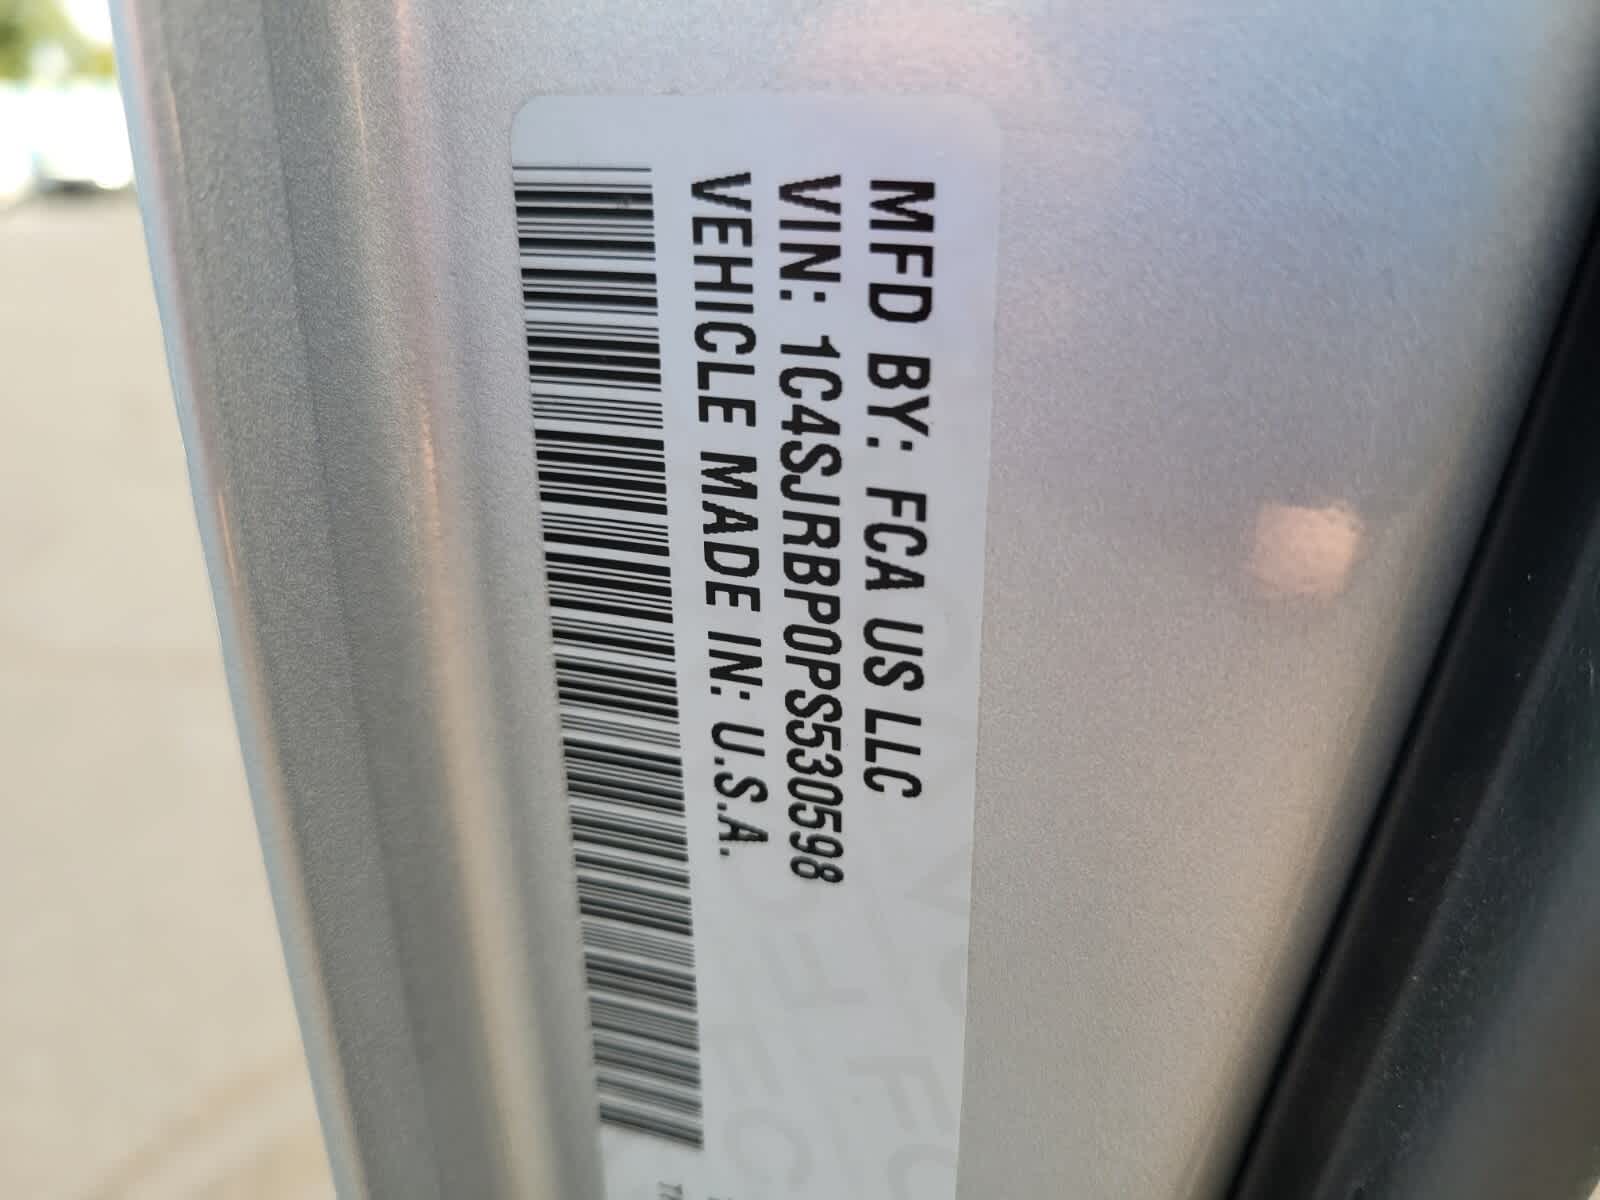 MFD BY: FCA US LLC
VIN: 1C4SJRBP0PS530598
VEHICLE MADE IN: U.S.A.